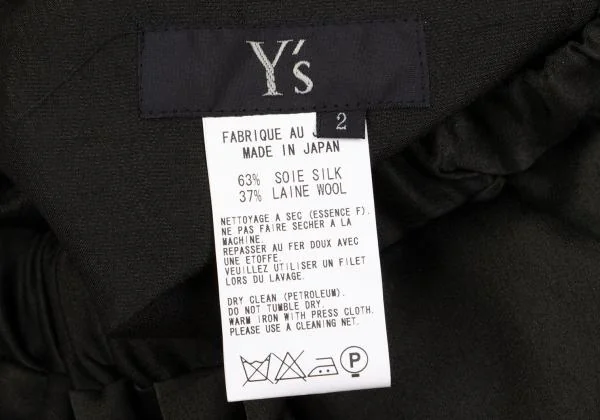 Y's
2
FABRIQUE AU J
MADE IN JAPAN
63% SOIE SILK
37% LAINE WOOL
NETTOYAGE A SEC (ESSENCE F).
NE PAS FAIRE SECHER A LA
MACHINE.
REPASSER AU FER DOUX AVEC
UNE ETOFFE.
VEUILLEZ UTILISER UN FILET
LORS DU LAVAGE.
DRY CLEAN (PETROLEUM).
DO NOT TUMBLE DRY.
WARM IRON WITH PRESS CLOTH.
PLEASE USE A CLEANING NET.
P